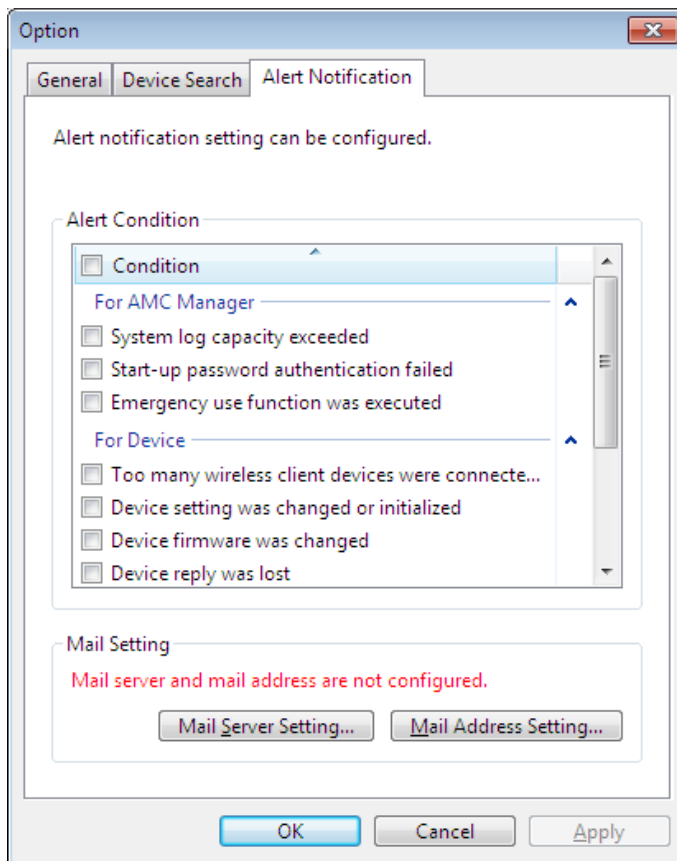 Option
General Device Search Alert Notification
Alert notification setting can be configured.
Alert Condition
Condition
For AMC Manager
System log capacity exceeded
Start-up password authentication failed
Emergency use function was executed
For Device
Too many wireless client devices were connecte...
Device setting was changed or initialized
Device firmware was changed
Device reply was lost
Mail Setting
Mail server and mail address are not configured.
Mail Server Setting... Mail Address Setting...
OK Cancel Apply